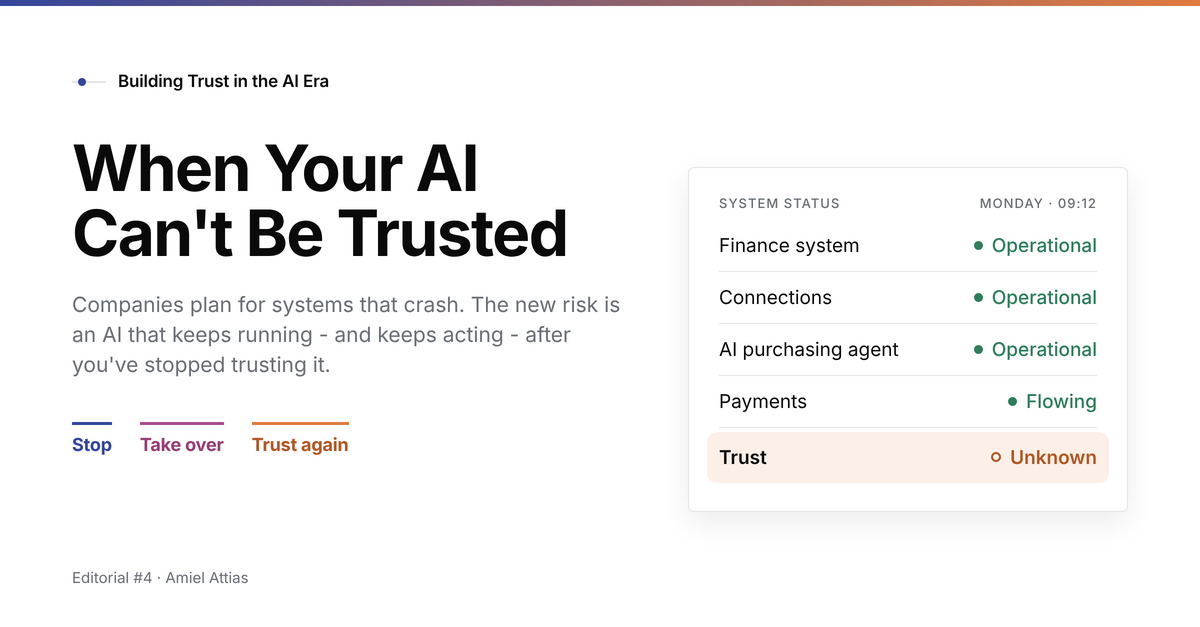 Building Trust in the AI Era
When Your AI
Can't Be Trusted
Companies plan for systems that crash. The new risk is
an AI that keeps running - and keeps acting - after
you've stopped trusting it.
Stop Take over Trust again
SYSTEM STATUS MONDAY · 09:12
Finance system Operational
Connections Operational
AI purchasing agent Operational
Payments Flowing
Trust Unknown
Editorial #4 · Amiel Attias